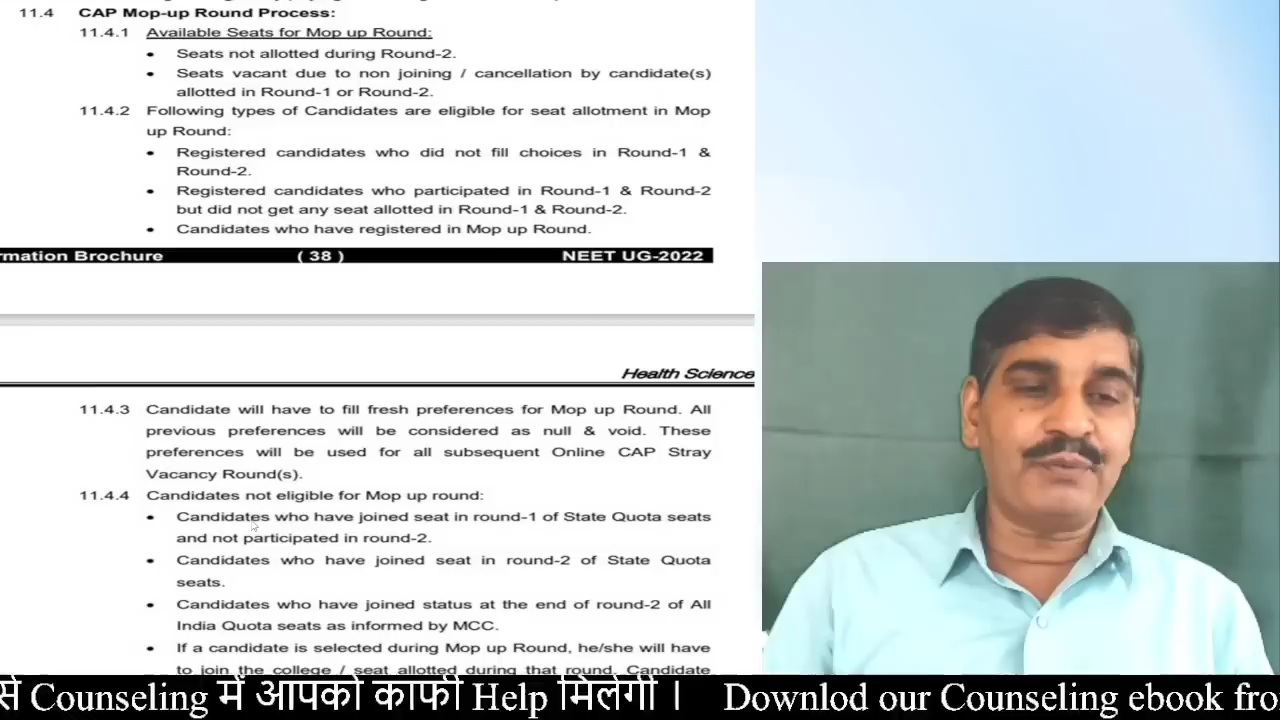 11.4 CAP Mop-up Round Process:
11.4.1 Available Seats for Mop up Round:
• Seats not allotted during Round-2.
• Seats vacant due to non joining / cancellation by candidate(s)
allotted in Round-1 or Round-2.
11.4.2 Following types of Candidates are eligible for seat allotment in Mop
up Round:
• Registered candidates who did not fill choices in Round-1 &
Round-2.
• Registered candidates who participated in Round-1 & Round-2
but did not get any seat allotted in Round-1 & Round-2.
• Candidates who have registered in Mop up Round.
rmation Brochure ( 38 ) NEET UG-2022
Health Science
11.4.3 Candidate will have to fill fresh preferences for Mop up Round. All
previous preferences will be considered as null & void. These
preferences will be used for all subsequent Online CAP Stray
Vacancy Round(s).
11.4.4 Candidates not eligible for Mop up round:
• Candidates who have joined seat in round-1 of State Quota seats
and not participated in round-2.
• Candidates who have joined seat in round-2 of State Quota
seats.
• Candidates who have joined status at the end of round-2 of All
India Quota seats as informed by MCC.
• If a candidate is selected during Mop up Round, he/she will have
to join the college / seat allotted during that round. Candidate
से Counseling में आपको काफी Help मिलेगी । Downlod our Counseling ebook fro